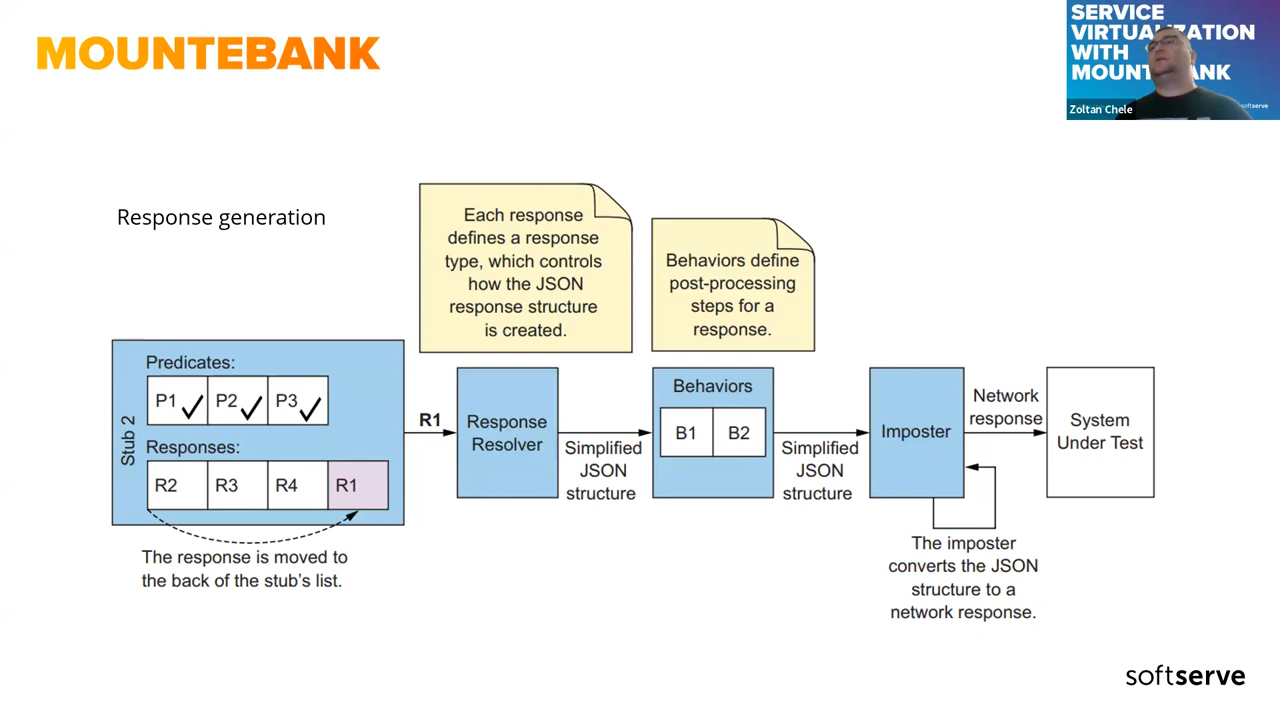 MOUNTEBANK
SERVICE
VIRTUALIZATION
WITH
softserve
Zoltan Chele
Response generation
Each response
defines a response
type, which controls
how the JSON
response structure
is created.
Behaviors define
post-processing
steps for a
response.
Stub 2
Predicates:
P1 P2 P3
Responses:
R2 R3 R4 R1
The response is moved to
the back of the stub's list.
R1
Response
Resolver
Simplified
JSON
structure
Behaviors
B1 B2
Simplified
JSON
structure
Imposter
Network
response
System
Under Test
The imposter
converts the JSON
structure to a
network response.
softserve